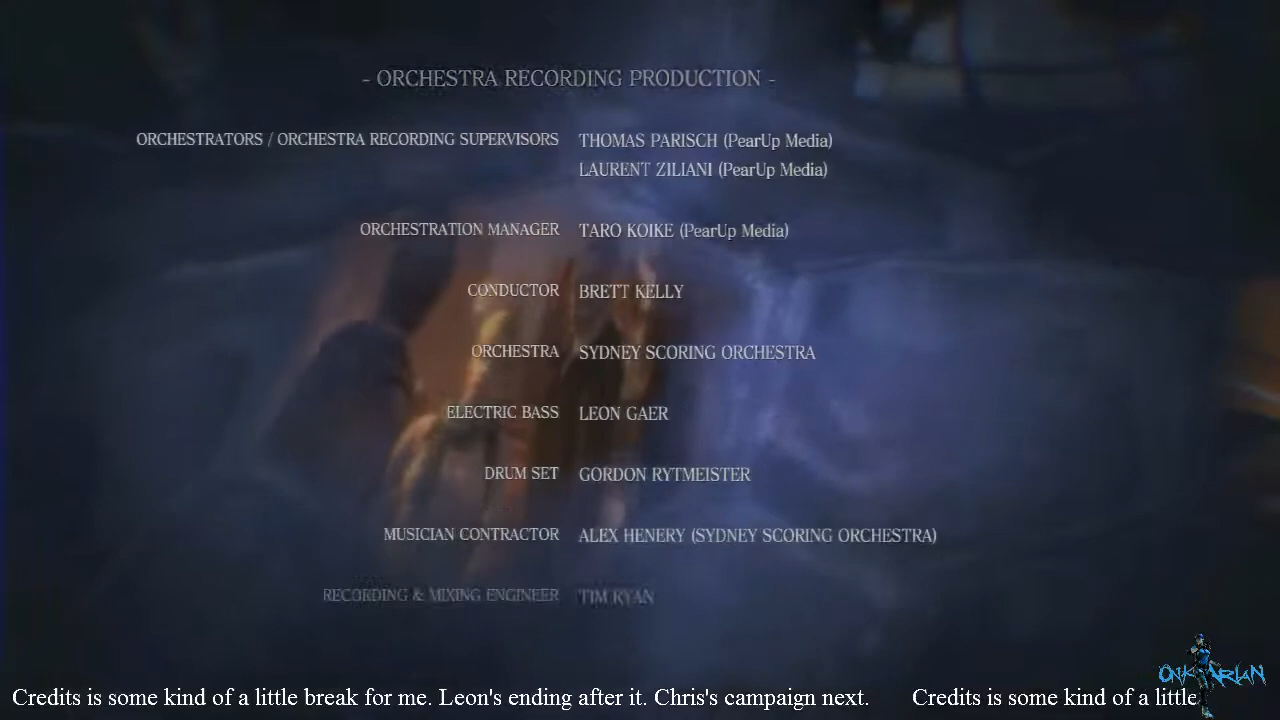 - ORCHESTRA RECORDING PRODUCTION -
ORCHESTRATORS / ORCHESTRA RECORDING SUPERVISORS THOMAS PARISCH (PearUp Media)
LAURENT ZILIANI (PearUp Media)
ORCHESTRATION MANAGER TARO KOIKE (PearUp Media)
CONDUCTOR BRETT KELLY
ORCHESTRA SYDNEY SCORING ORCHESTRA
ELECTRIC BASS LEON GAER
DRUM SET GORDON RYTMEISTER
MUSICIAN CONTRACTOR ALEX HENERY (SYDNEY SCORING ORCHESTRA)
RECORDING & MIXING ENGINEER TIM RYAN
Credits is some kind of a little break for me. Leon's ending after it. Chris's campaign next. Credits is some kind of a little